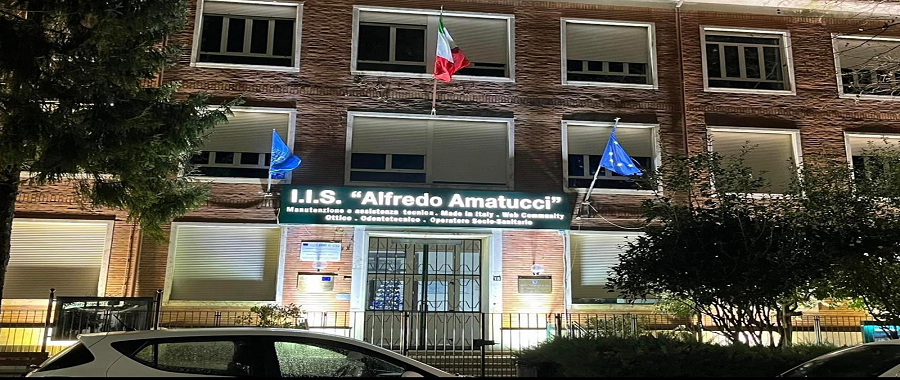 I.I.S. “Alfredo Amatucci”
Manutenzione e assistenza tecnica - Made in Italy - Web Community
Ottico - Odontotecnico - Operatore Socio-Sanitario